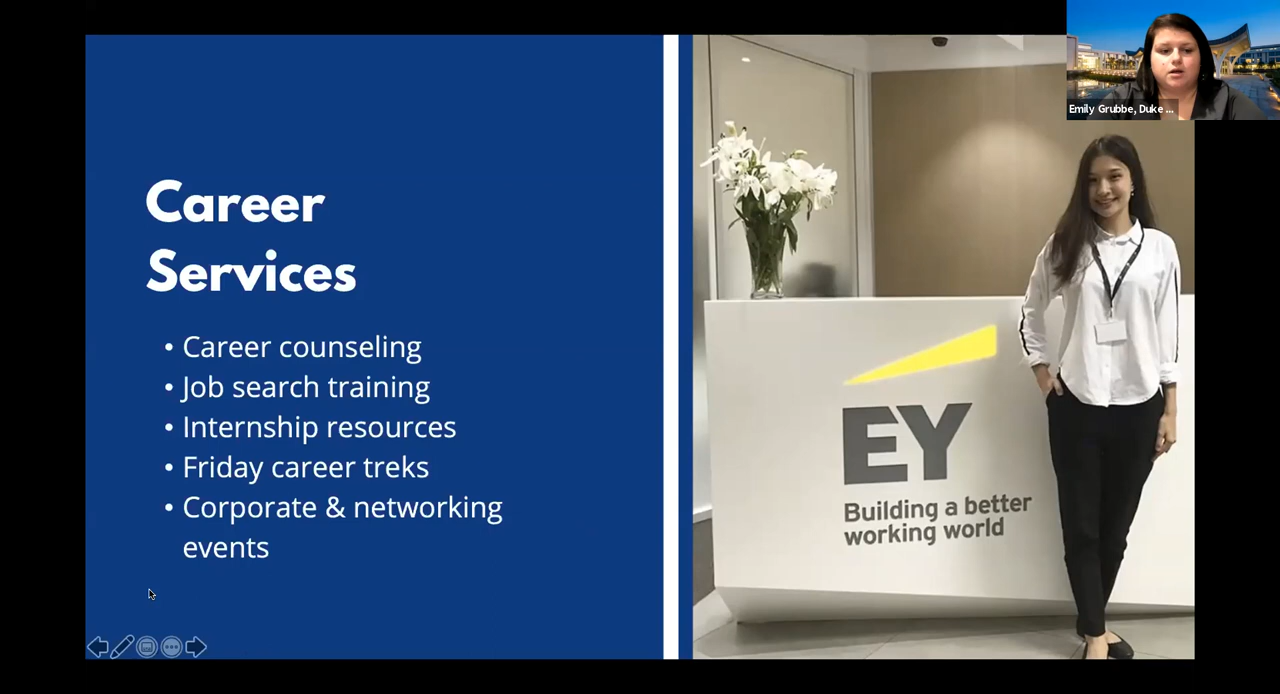 Career
Services
• Career counseling
• Job search training
• Internship resources
• Friday career treks
• Corporate & networking
events
EY
Building a better
working world
Emily Grubbe, Duke ...